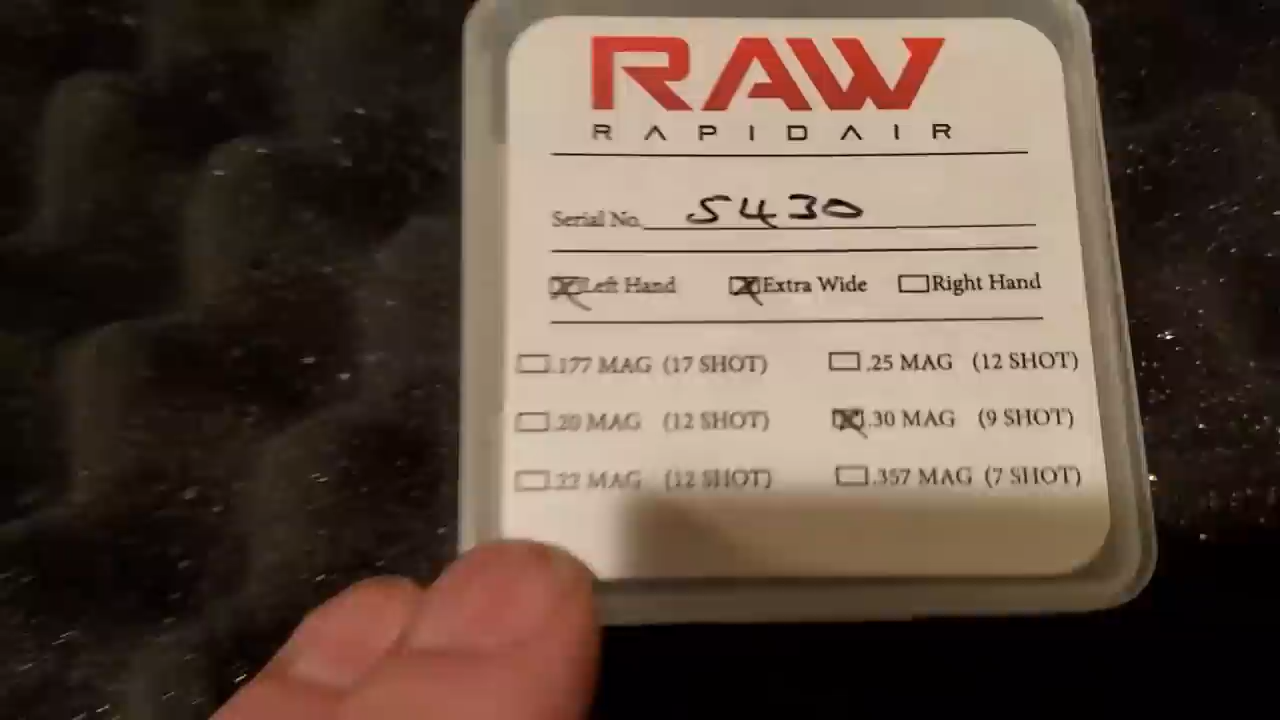 RAW
RAPIDAIR
Serial No. 5430
Left Hand Extra Wide Right Hand
.177 MAG (17 SHOT) .25 MAG (12 SHOT)
.20 MAG (12 SHOT) .30 MAG (9 SHOT)
.22 MAG (12 SHOT) .357 MAG (7 SHOT)